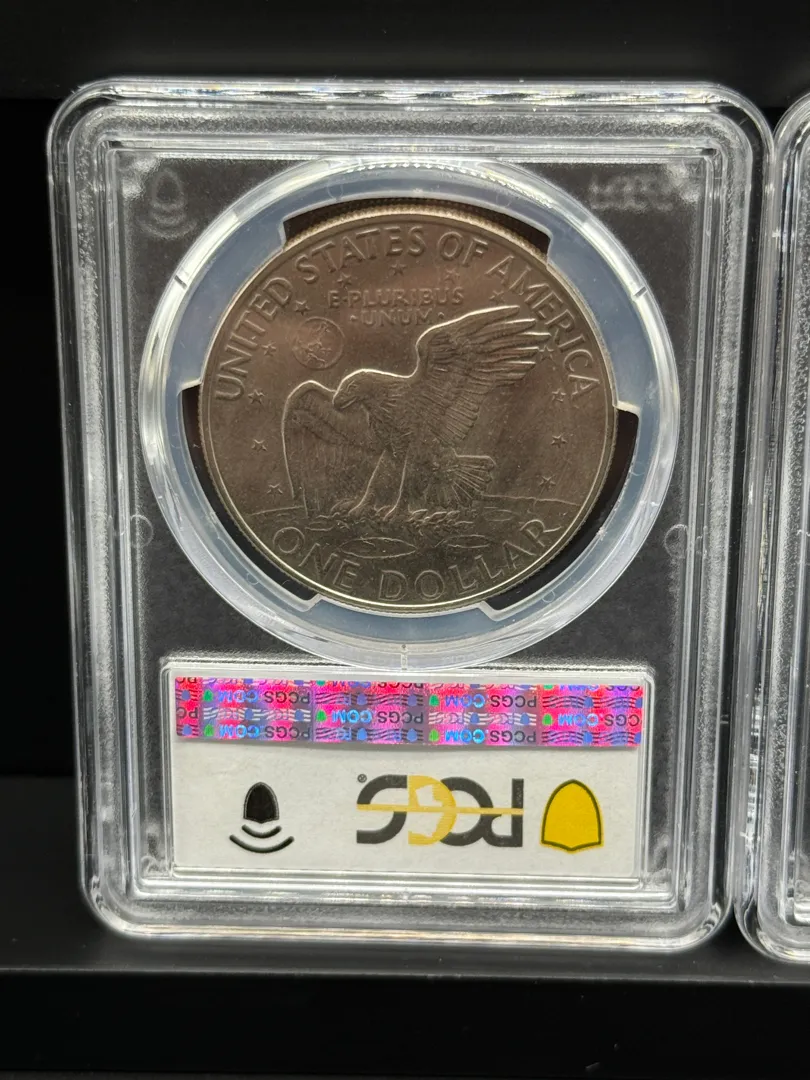 UNITED STATES OF AMERICA
E·PLURIBUS
·UNUM·
ONE DOLLAR
PCGS.COM PCGS.COM PCGS.COM PCGS.COM
PCGS®